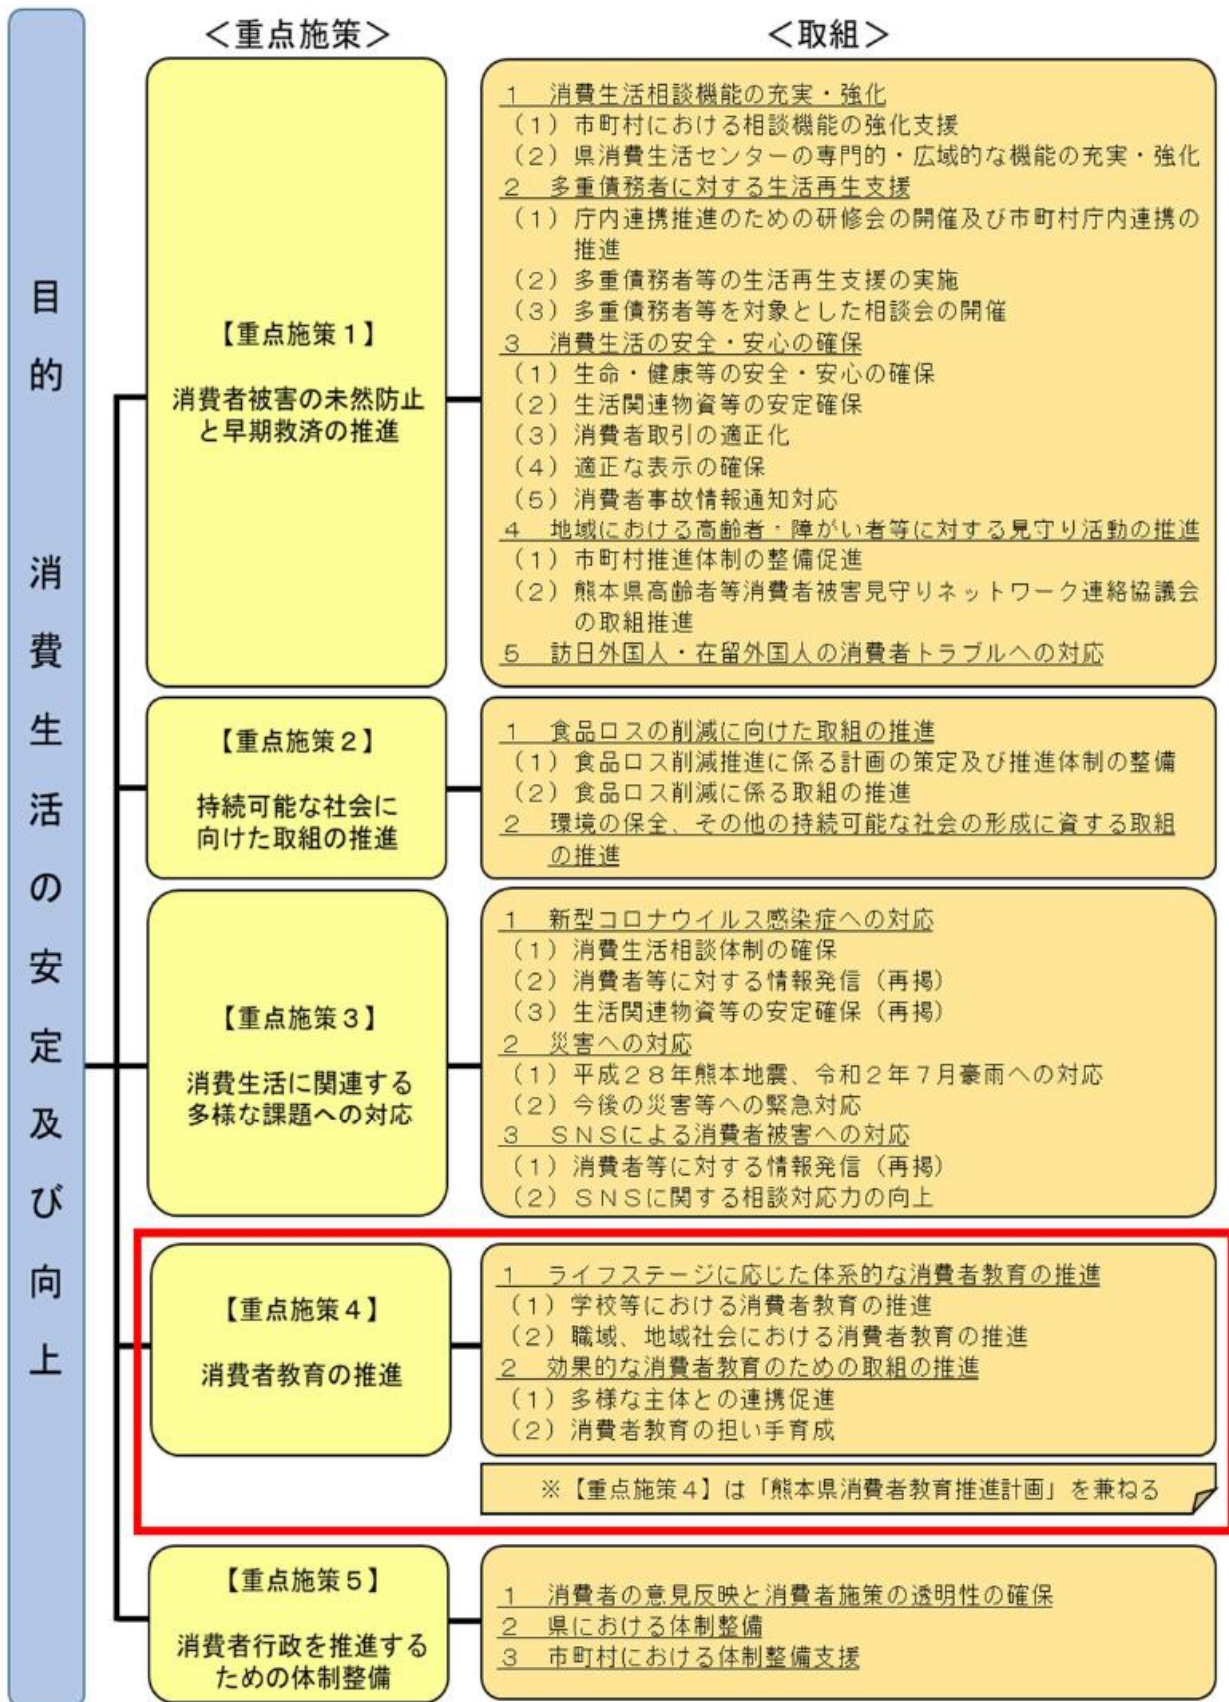 ＜重点施策＞
＜取組＞
目的 消費生活の安定及び向上
【重点施策１】
消費者被害の未然防止
と早期救済の推進
１　消費生活相談機能の充実・強化
（１）市町村における相談機能の強化支援
（２）県消費生活センターの専門的・広域的な機能の充実・強化
２　多重債務者に対する生活再生支援
（１）庁内連携推進のための研修会の開催及び市町村庁内連携の
推進
（２）多重債務者等の生活再生支援の実施
（３）多重債務者等を対象とした相談会の開催
３　消費生活の安全・安心の確保
（１）生命・健康等の安全・安心の確保
（２）生活関連物資等の安定確保
（３）消費者取引の適正化
（４）適正な表示の確保
（５）消費者事故情報通知対応
４　地域における高齢者・障がい者等に対する見守り活動の推進
（１）市町村推進体制の整備促進
（２）熊本県高齢者等消費者被害見守りネットワーク連絡協議会
の取組推進
５　訪日外国人・在留外国人の消費者トラブルへの対応
【重点施策２】
持続可能な社会に
向けた取組の推進
１　食品ロスの削減に向けた取組の推進
（１）食品ロス削減推進に係る計画の策定及び推進体制の整備
（２）食品ロス削減に係る取組の推進
２　環境の保全、その他の持続可能な社会の形成に資する取組
の推進
【重点施策３】
消費生活に関連する
多様な課題への対応
１　新型コロナウイルス感染症への対応
（１）消費生活相談体制の確保
（２）消費者等に対する情報発信（再掲）
（３）生活関連物資等の安定確保（再掲）
２　災害への対応
（１）平成２８年熊本地震、令和２年７月豪雨への対応
（２）今後の災害等への緊急対応
３　ＳＮＳによる消費者被害への対応
（１）消費者等に対する情報発信（再掲）
（２）ＳＮＳに関する相談対応力の向上
【重点施策４】
消費者教育の推進
１　ライフステージに応じた体系的な消費者教育の推進
（１）学校等における消費者教育の推進
（２）職域、地域社会における消費者教育の推進
２　効果的な消費者教育のための取組の推進
（１）多様な主体との連携促進
（２）消費者教育の担い手育成
※【重点施策４】は「熊本県消費者教育推進計画」を兼ねる
【重点施策５】
消費者行政を推進する
ための体制整備
１　消費者の意見反映と消費者施策の透明性の確保
２　県における体制整備
３　市町村における体制整備支援